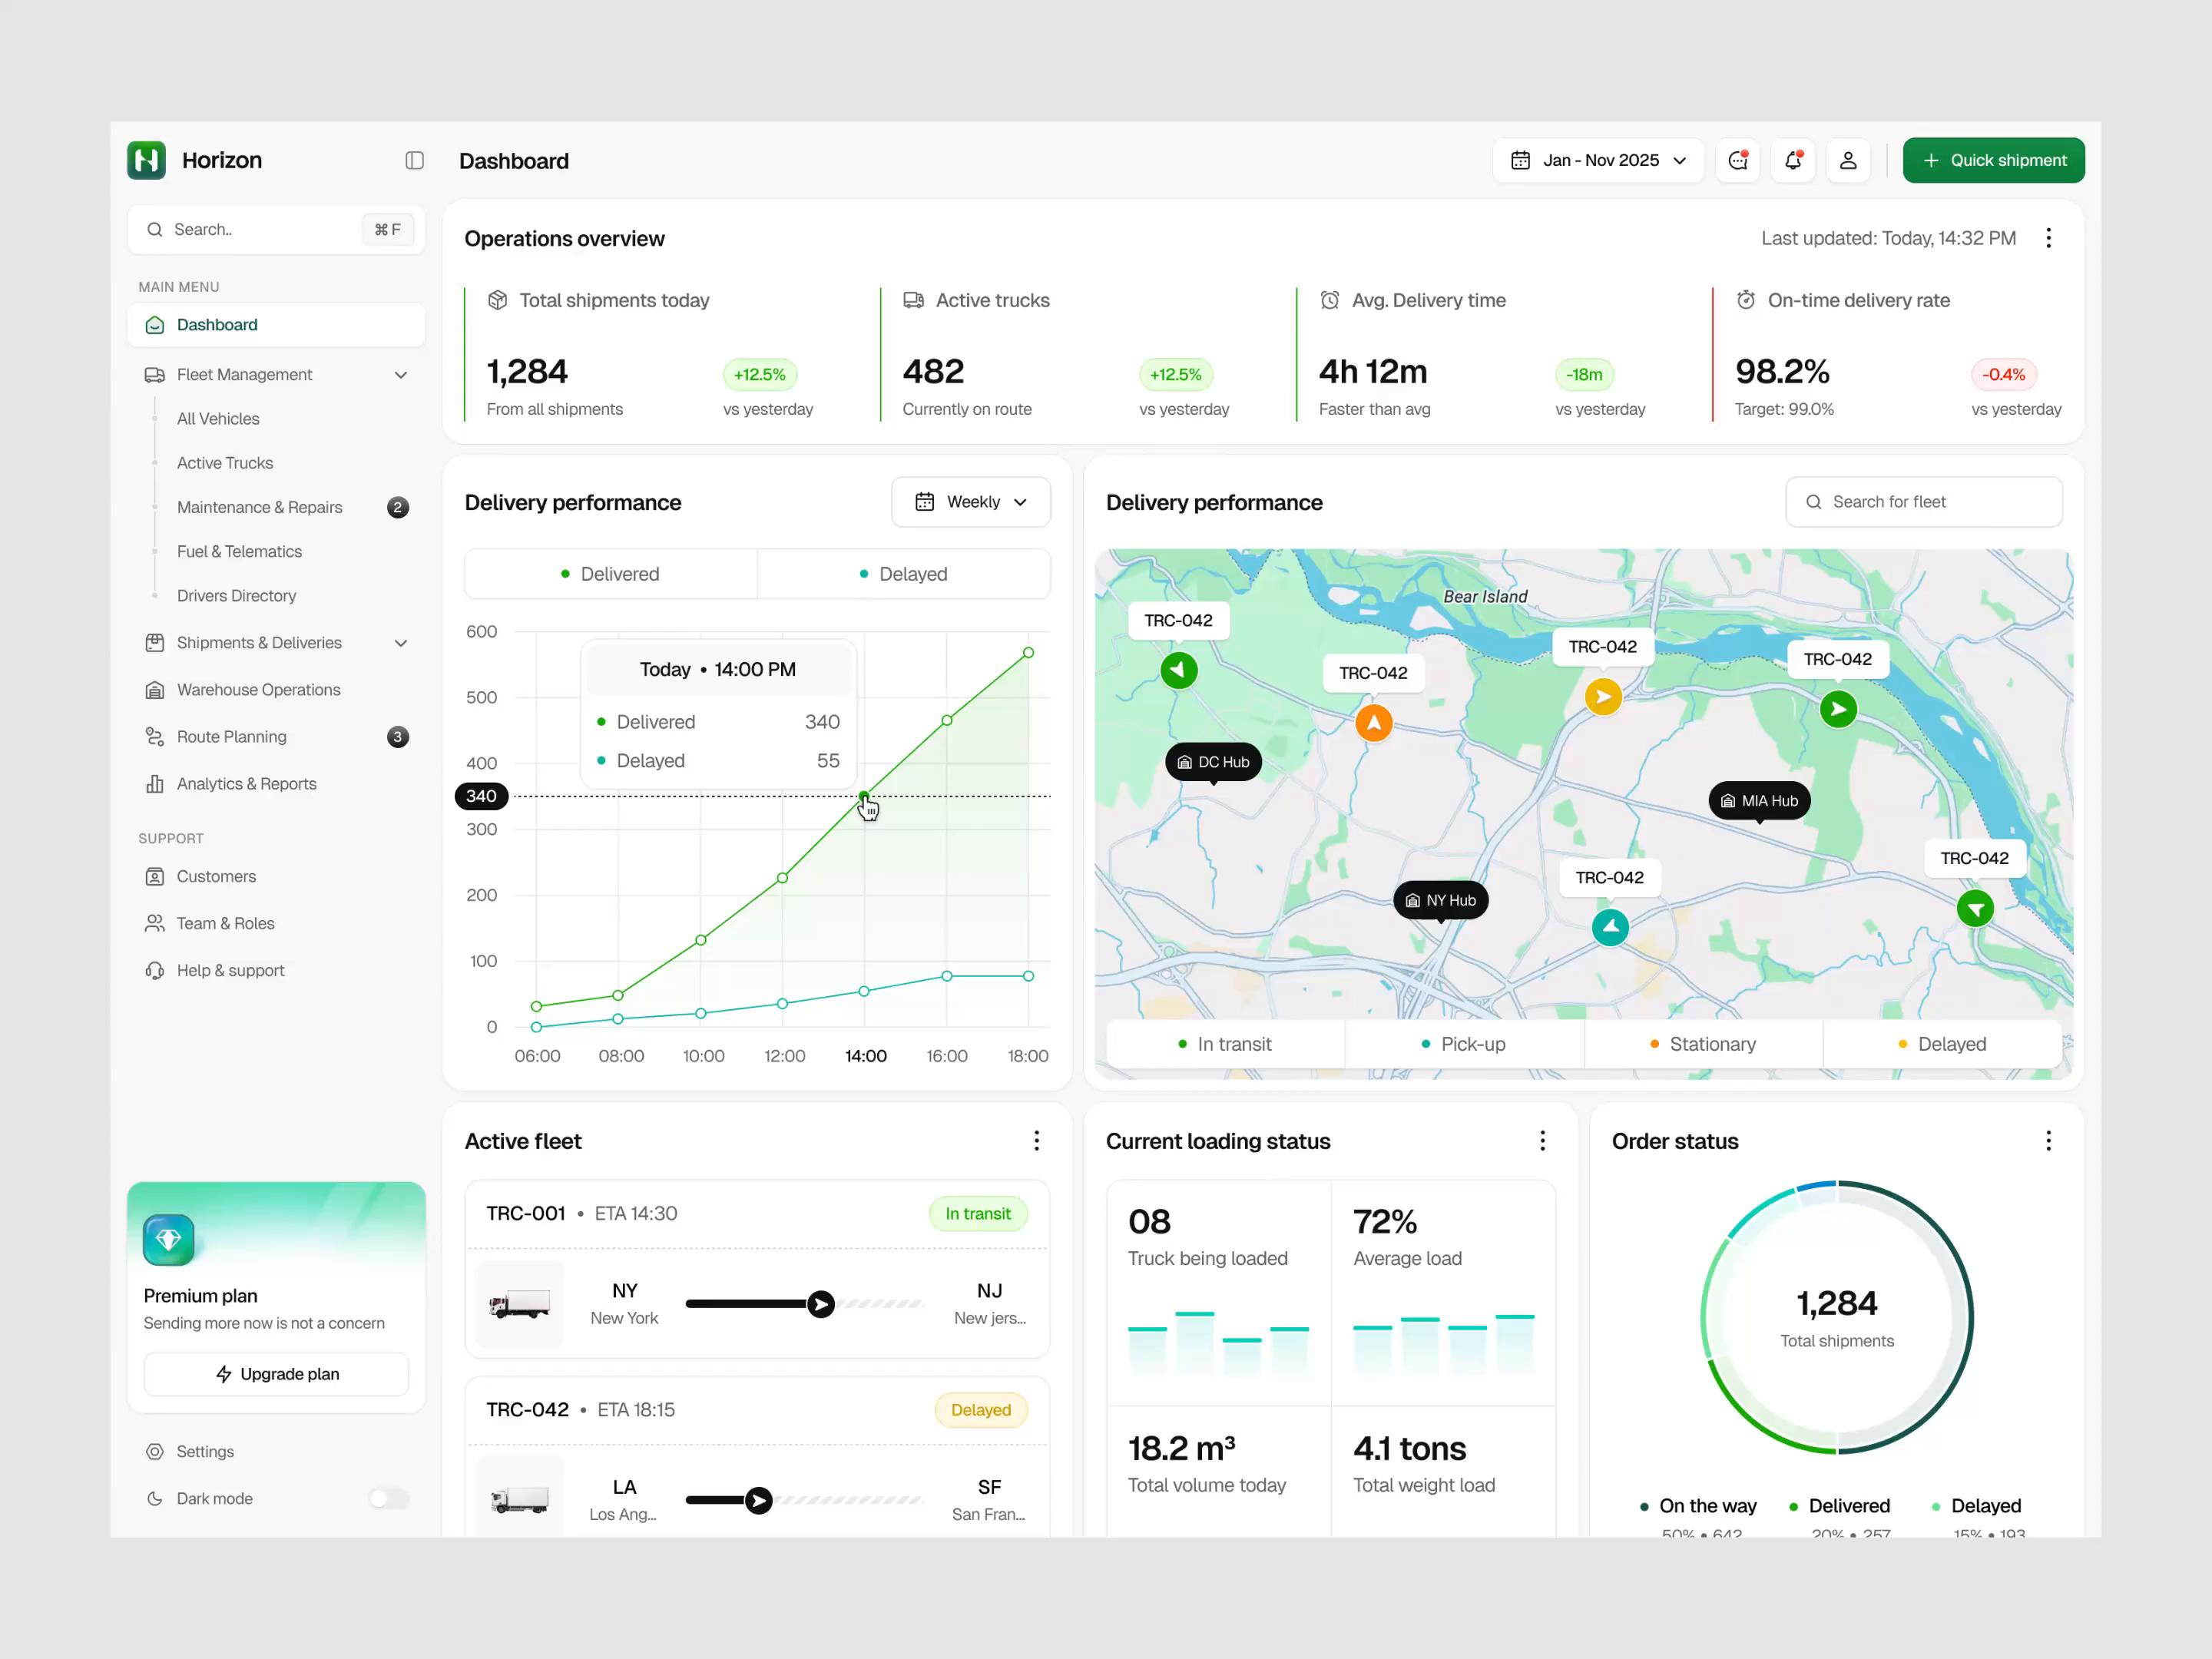 Horizon
Search..
⌘ F
MAIN MENU
Dashboard
Fleet Management
All Vehicles
Active Trucks
Maintenance & Repairs 2
Fuel & Telematics
Drivers Directory
Shipments & Deliveries
Warehouse Operations
Route Planning 3
Analytics & Reports
SUPPORT
Customers
Team & Roles
Help & support
Premium plan
Sending more now is not a concern
Upgrade plan
Settings
Dark mode
Dashboard
Jan - Nov 2025
Quick shipment
Operations overview
Last updated: Today, 14:32 PM
Total shipments today
1,284
+12.5%
From all shipments
vs yesterday
Active trucks
482
+12.5%
Currently on route
vs yesterday
Avg. Delivery time
4h 12m
-18m
Faster than avg
vs yesterday
On-time delivery rate
98.2%
-0.4%
Target: 99.0%
vs yesterday
Delivery performance
Weekly
Delivered
Delayed
600
500
400
340
300
200
100
0
Today • 14:00 PM
Delivered 340
Delayed 55
06:00 08:00 10:00 12:00 14:00 16:00 18:00
Delivery performance
Search for fleet
Bear Island
TRC-042
TRC-042
TRC-042
TRC-042
DC Hub
MIA Hub
TRC-042
TRC-042
NY Hub
In transit
Pick-up
Stationary
Delayed
Active fleet
TRC-001 • ETA 14:30
In transit
NY
New York
NJ
New jers...
TRC-042 • ETA 18:15
Delayed
LA
Los Ang...
SF
San Fran...
Current loading status
08
Truck being loaded
72%
Average load
18.2 m³
Total volume today
4.1 tons
Total weight load
Order status
1,284
Total shipments
On the way
Delivered
Delayed
50% • 642
20% • 257
15% • 193